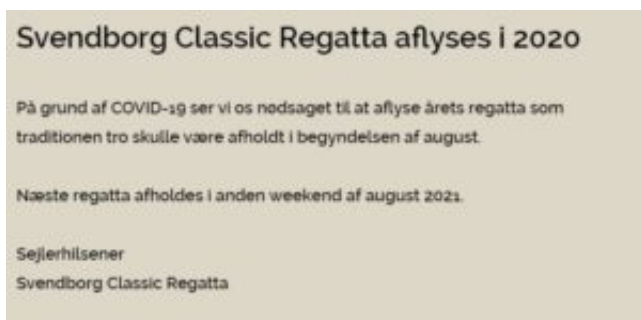 Svendborg Classic Regatta aflyses i 2020
På grund af COVID-19 ser vi os nødsaget til at aflyse årets regatta som
traditionen tro skulle være afholdt i begyndelsen af august.
Næste regatta afholdes i anden weekend af august 2021.
Sejlerhilsener
Svendborg Classic Regatta